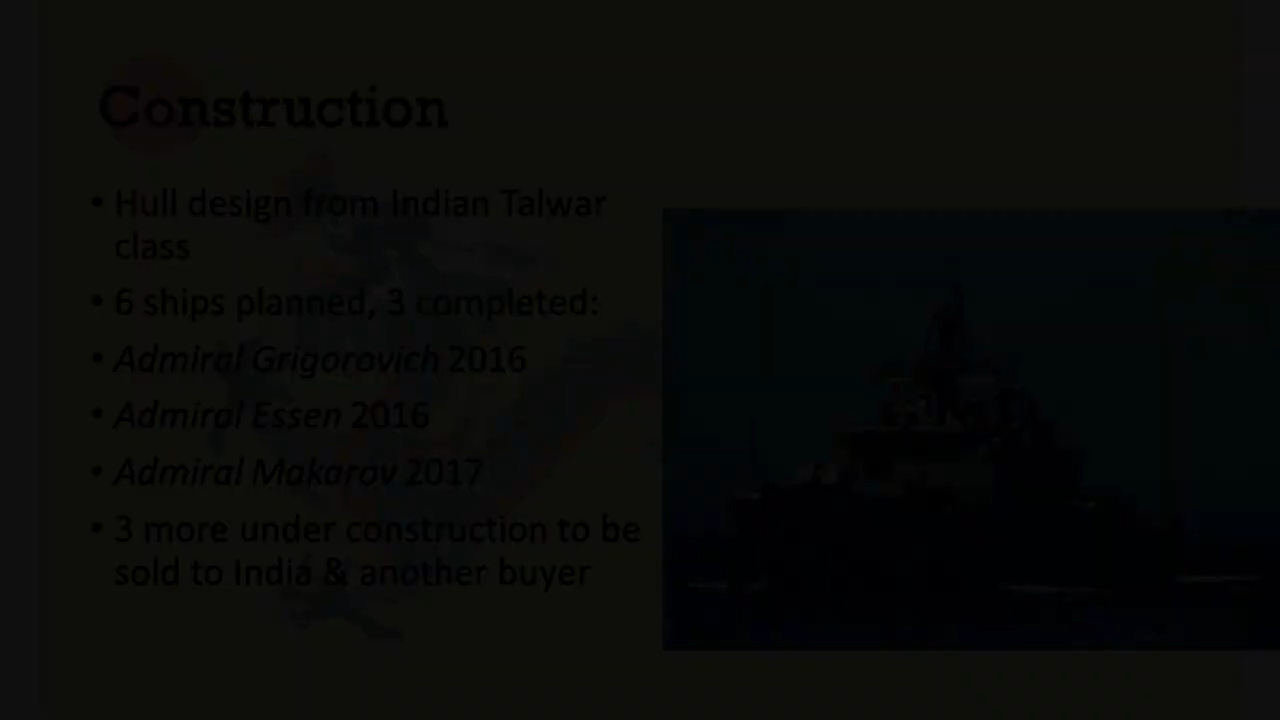 Construction
• Hull design from Indian Talwar
class
• 6 ships planned, 3 completed:
• Admiral Grigorovich 2016
• Admiral Essen 2016
• Admiral Makarov 2017
• 3 more under construction to be
sold to India & another buyer